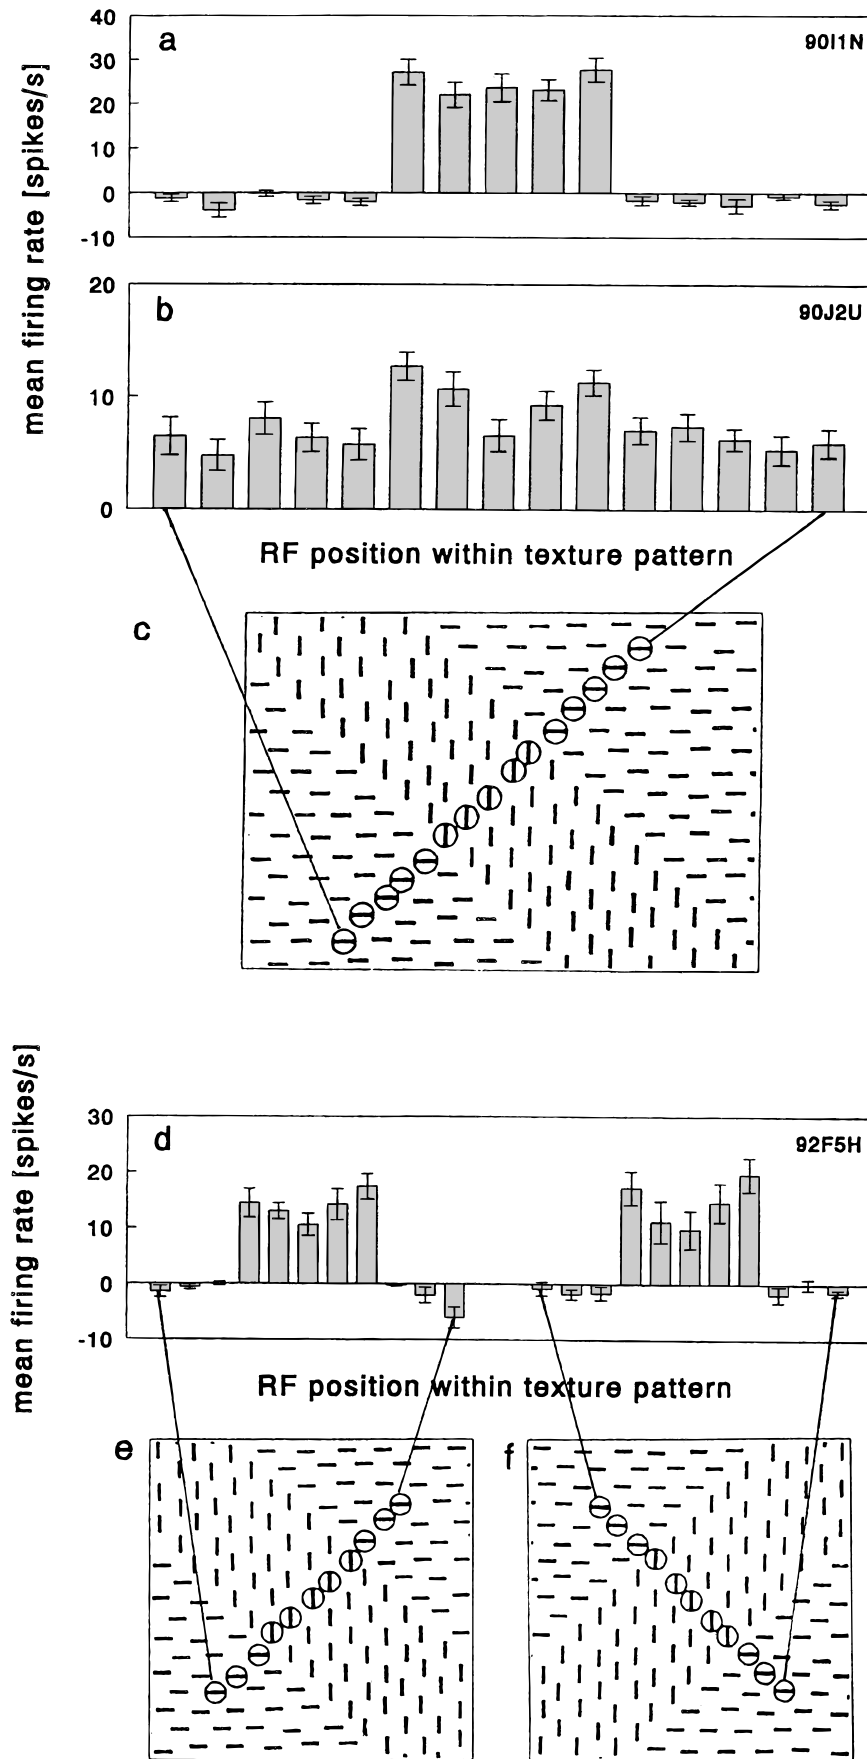 mean firing rate [spikes/s]
a
90I1N
40
30
20
10
0
-10
b
90J2U
20
10
0
RF position within texture pattern
c
mean firing rate [spikes/s]
d
92F5H
30
20
10
0
-10
RF position within texture pattern
e
f